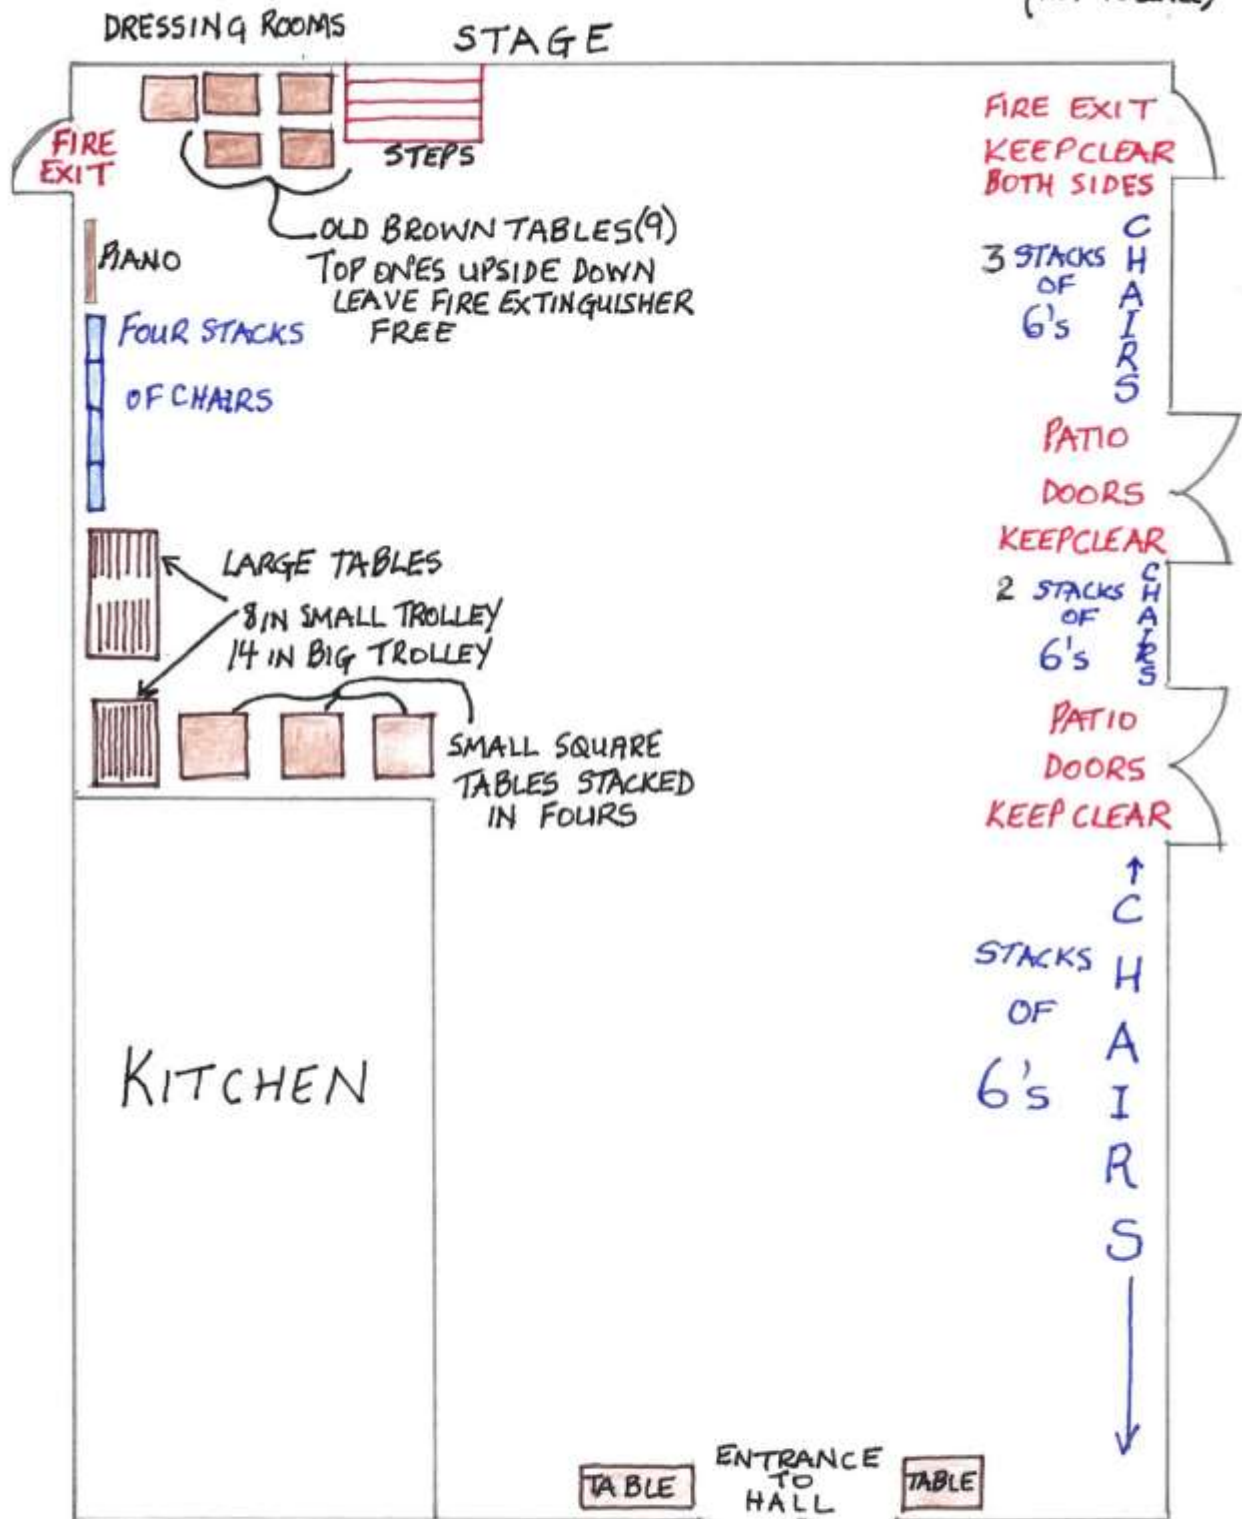 DRESSING ROOMS
STAGE
FIRE
EXIT
STEPS
FIRE EXIT
KEEP CLEAR
BOTH SIDES
PIANO
OLD BROWN TABLES (9)
TOP ONES UPSIDE DOWN
LEAVE FIRE EXTINGUISHER
FREE
3 STACKS
OF
6's
CHAIRS
FOUR STACKS
OF CHAIRS
PATIO
DOORS
KEEP CLEAR
LARGE TABLES
8 IN SMALL TROLLEY
14 IN BIG TROLLEY
2 STACKS
OF
6's
CHAIRS
SMALL SQUARE
TABLES STACKED
IN FOURS
PATIO
DOORS
KEEP CLEAR
KITCHEN
STACKS
OF
6's
CHAIRS
TABLE
ENTRANCE
TO
HALL
TABLE